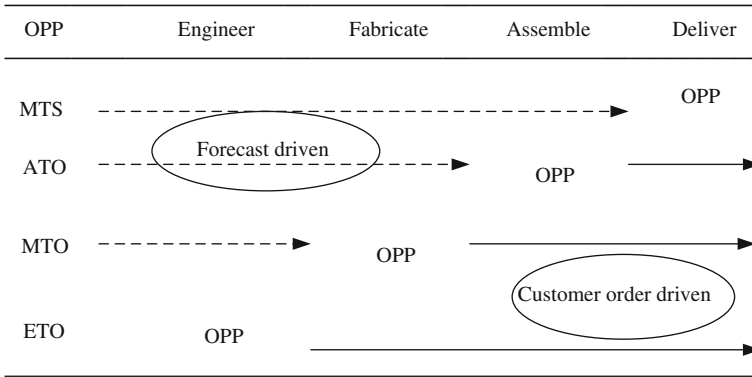 OPP Engineer Fabricate Assemble Deliver
MTS OPP
Forecast driven
ATO OPP
MTO OPP
Customer order driven
ETO OPP